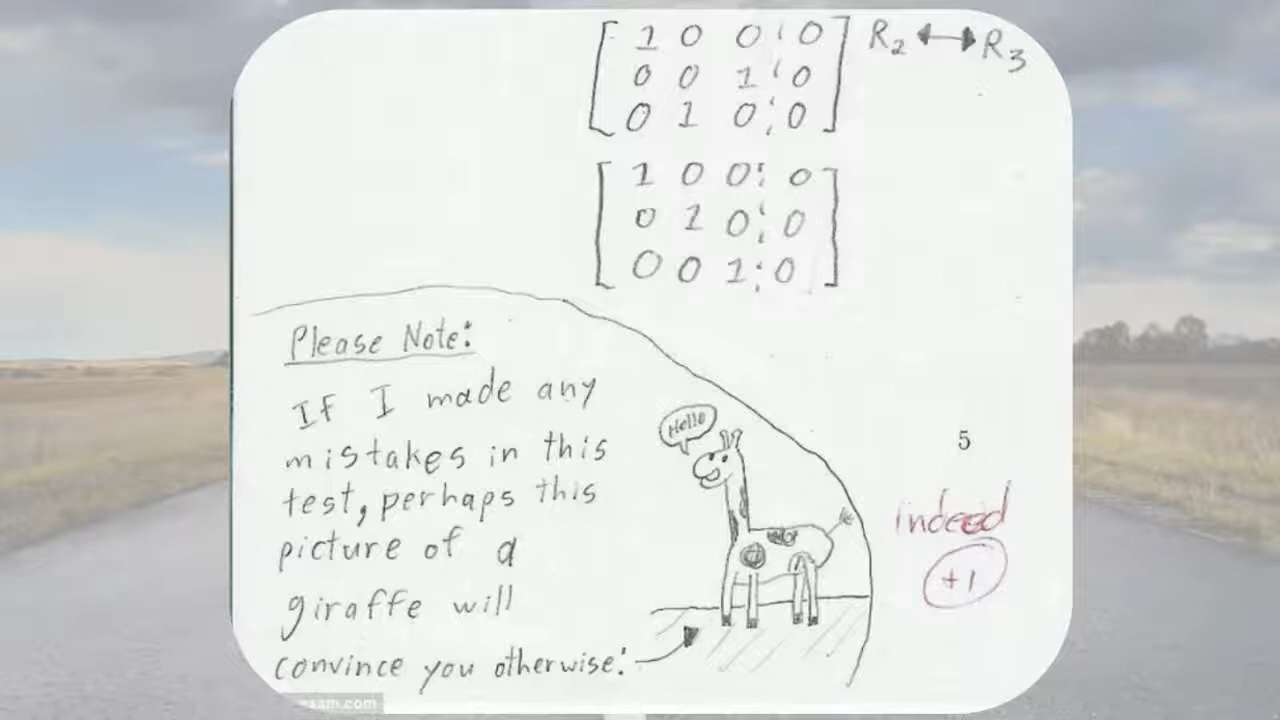 [ 1 0 0 ¦ 0 ] R₂ ↔ R₃
[ 0 0 1 ¦ 0 ]
[ 0 1 0 ¦ 0 ]
[ 1 0 0 ¦ 0 ]
[ 0 1 0 ¦ 0 ]
[ 0 0 1 ¦ 0 ]
Please Note:
If I made any
mistakes in this
test, perhaps this
picture of a
giraffe will
convince you otherwise:
Hello
5
indeed
+1
exam.com